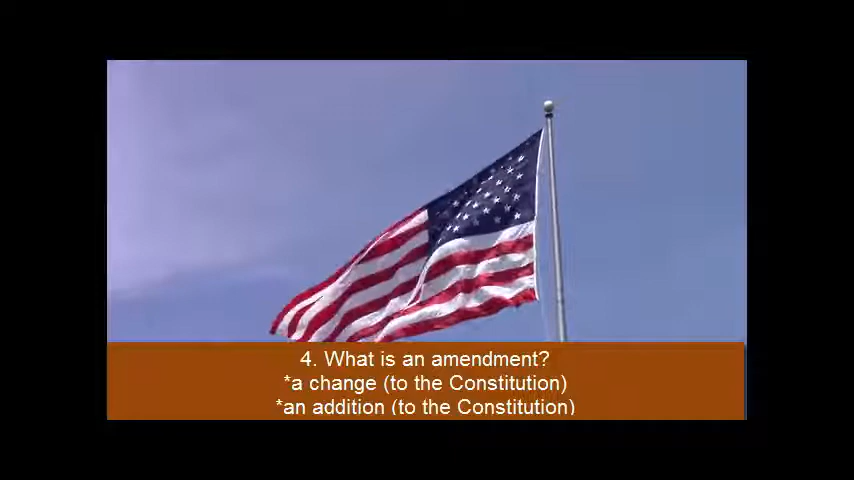 4. What is an amendment?
*a change (to the Constitution)
*an addition (to the Constitution)